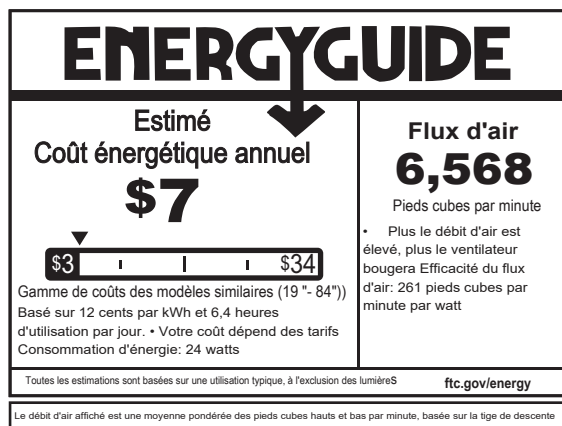 ENERGYGUIDE
Estimé
Coût énergétique annuel
$7
$3
$34
Gamme de coûts des modèles similaires (19 "- 84"))
Basé sur 12 cents par kWh et 6,4 heures
d'utilisation par jour. • Votre coût dépend des tarifs
Consommation d'énergie: 24 watts
Flux d'air
6,568
Pieds cubes par minute
• Plus le débit d'air est
élevé, plus le ventilateur
bougera Efficacité du flux
d'air: 261 pieds cubes par
minute par watt
Toutes les estimations sont basées sur une utilisation typique, à l'exclusion des lumièreS
ftc.gov/energy
Le débit d'air affiché est une moyenne pondérée des pieds cubes hauts et bas par minute, basée sur la tige de descente